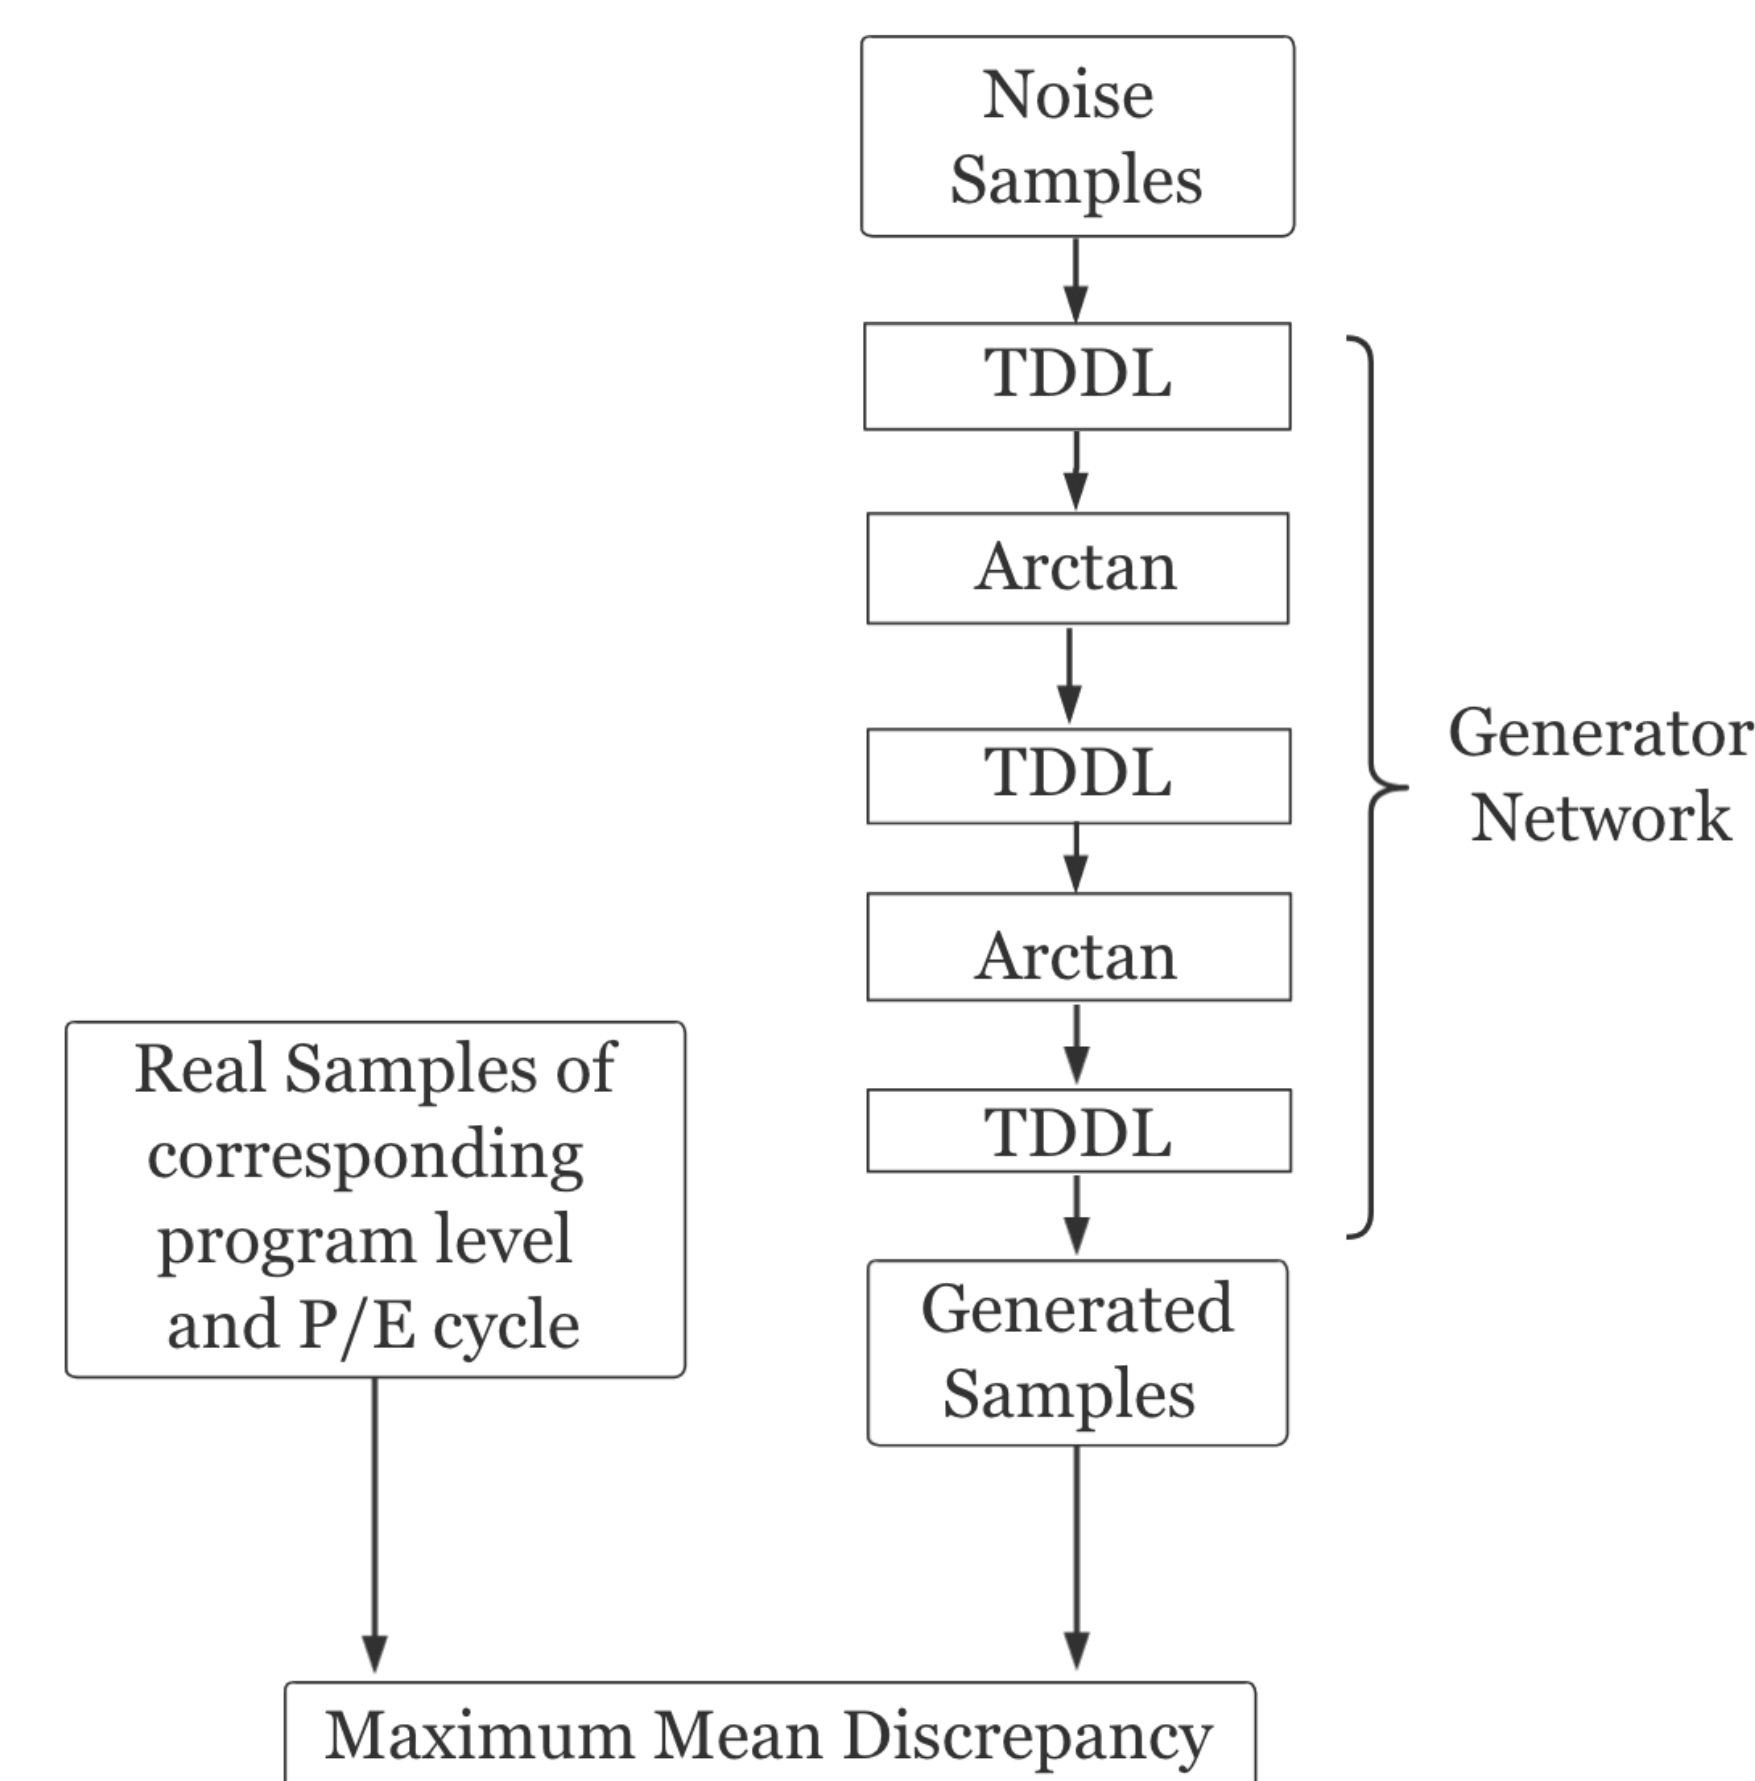 Noise
Samples
TDDL
Arctan
TDDL
Generator
Network
Arctan
TDDL
Real Samples of
corresponding
program level
and P/E cycle
Generated
Samples
Maximum Mean Discrepancy